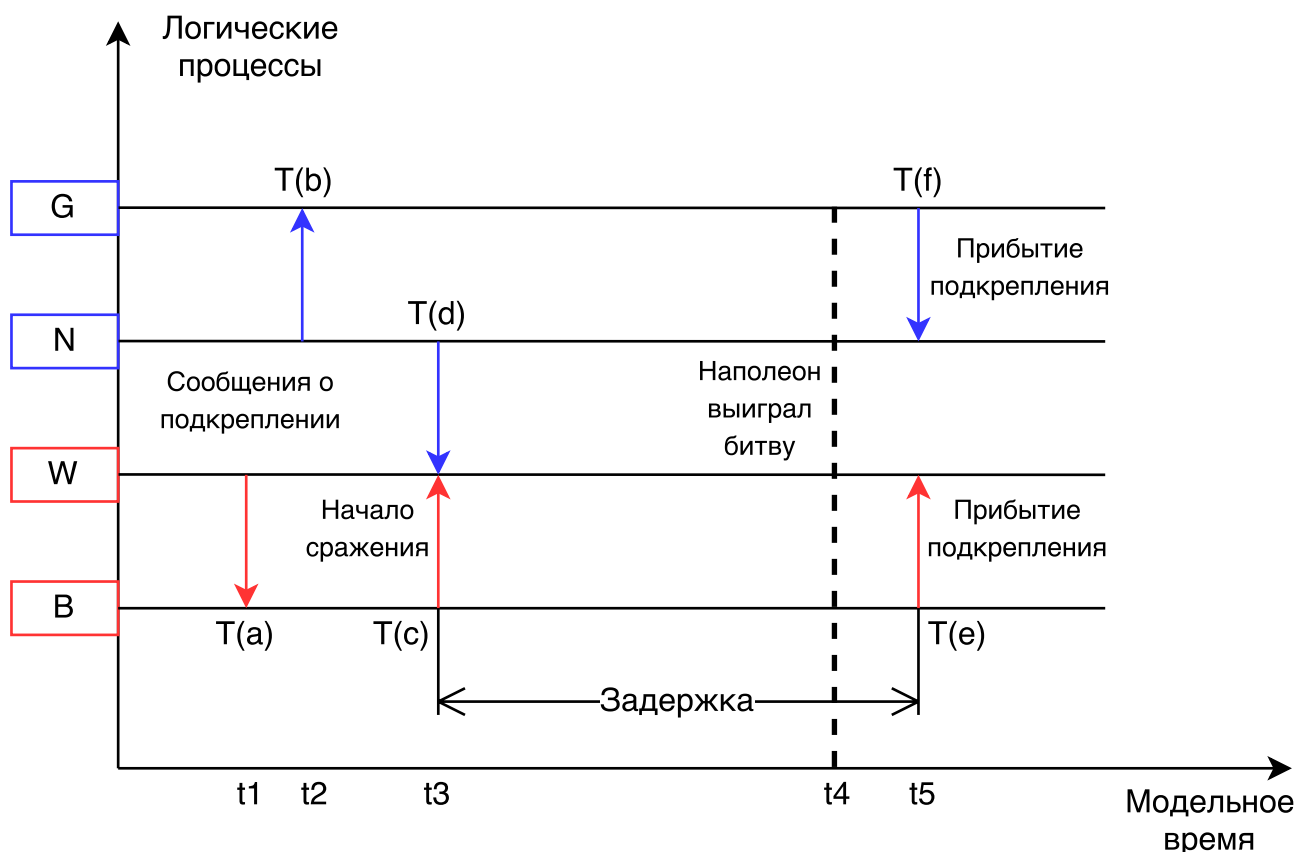 Логические
процессы
T(b)
T(f)
G
Прибытие
подкрепления
T(d)
N
Сообщения о
подкреплении
Наполеон
выиграл
битву
W
Начало
сражения
Прибытие
подкрепления
B
T(a)
T(c)
T(e)
Задержка
t1
t2
t3
t4
t5
Модельное
время